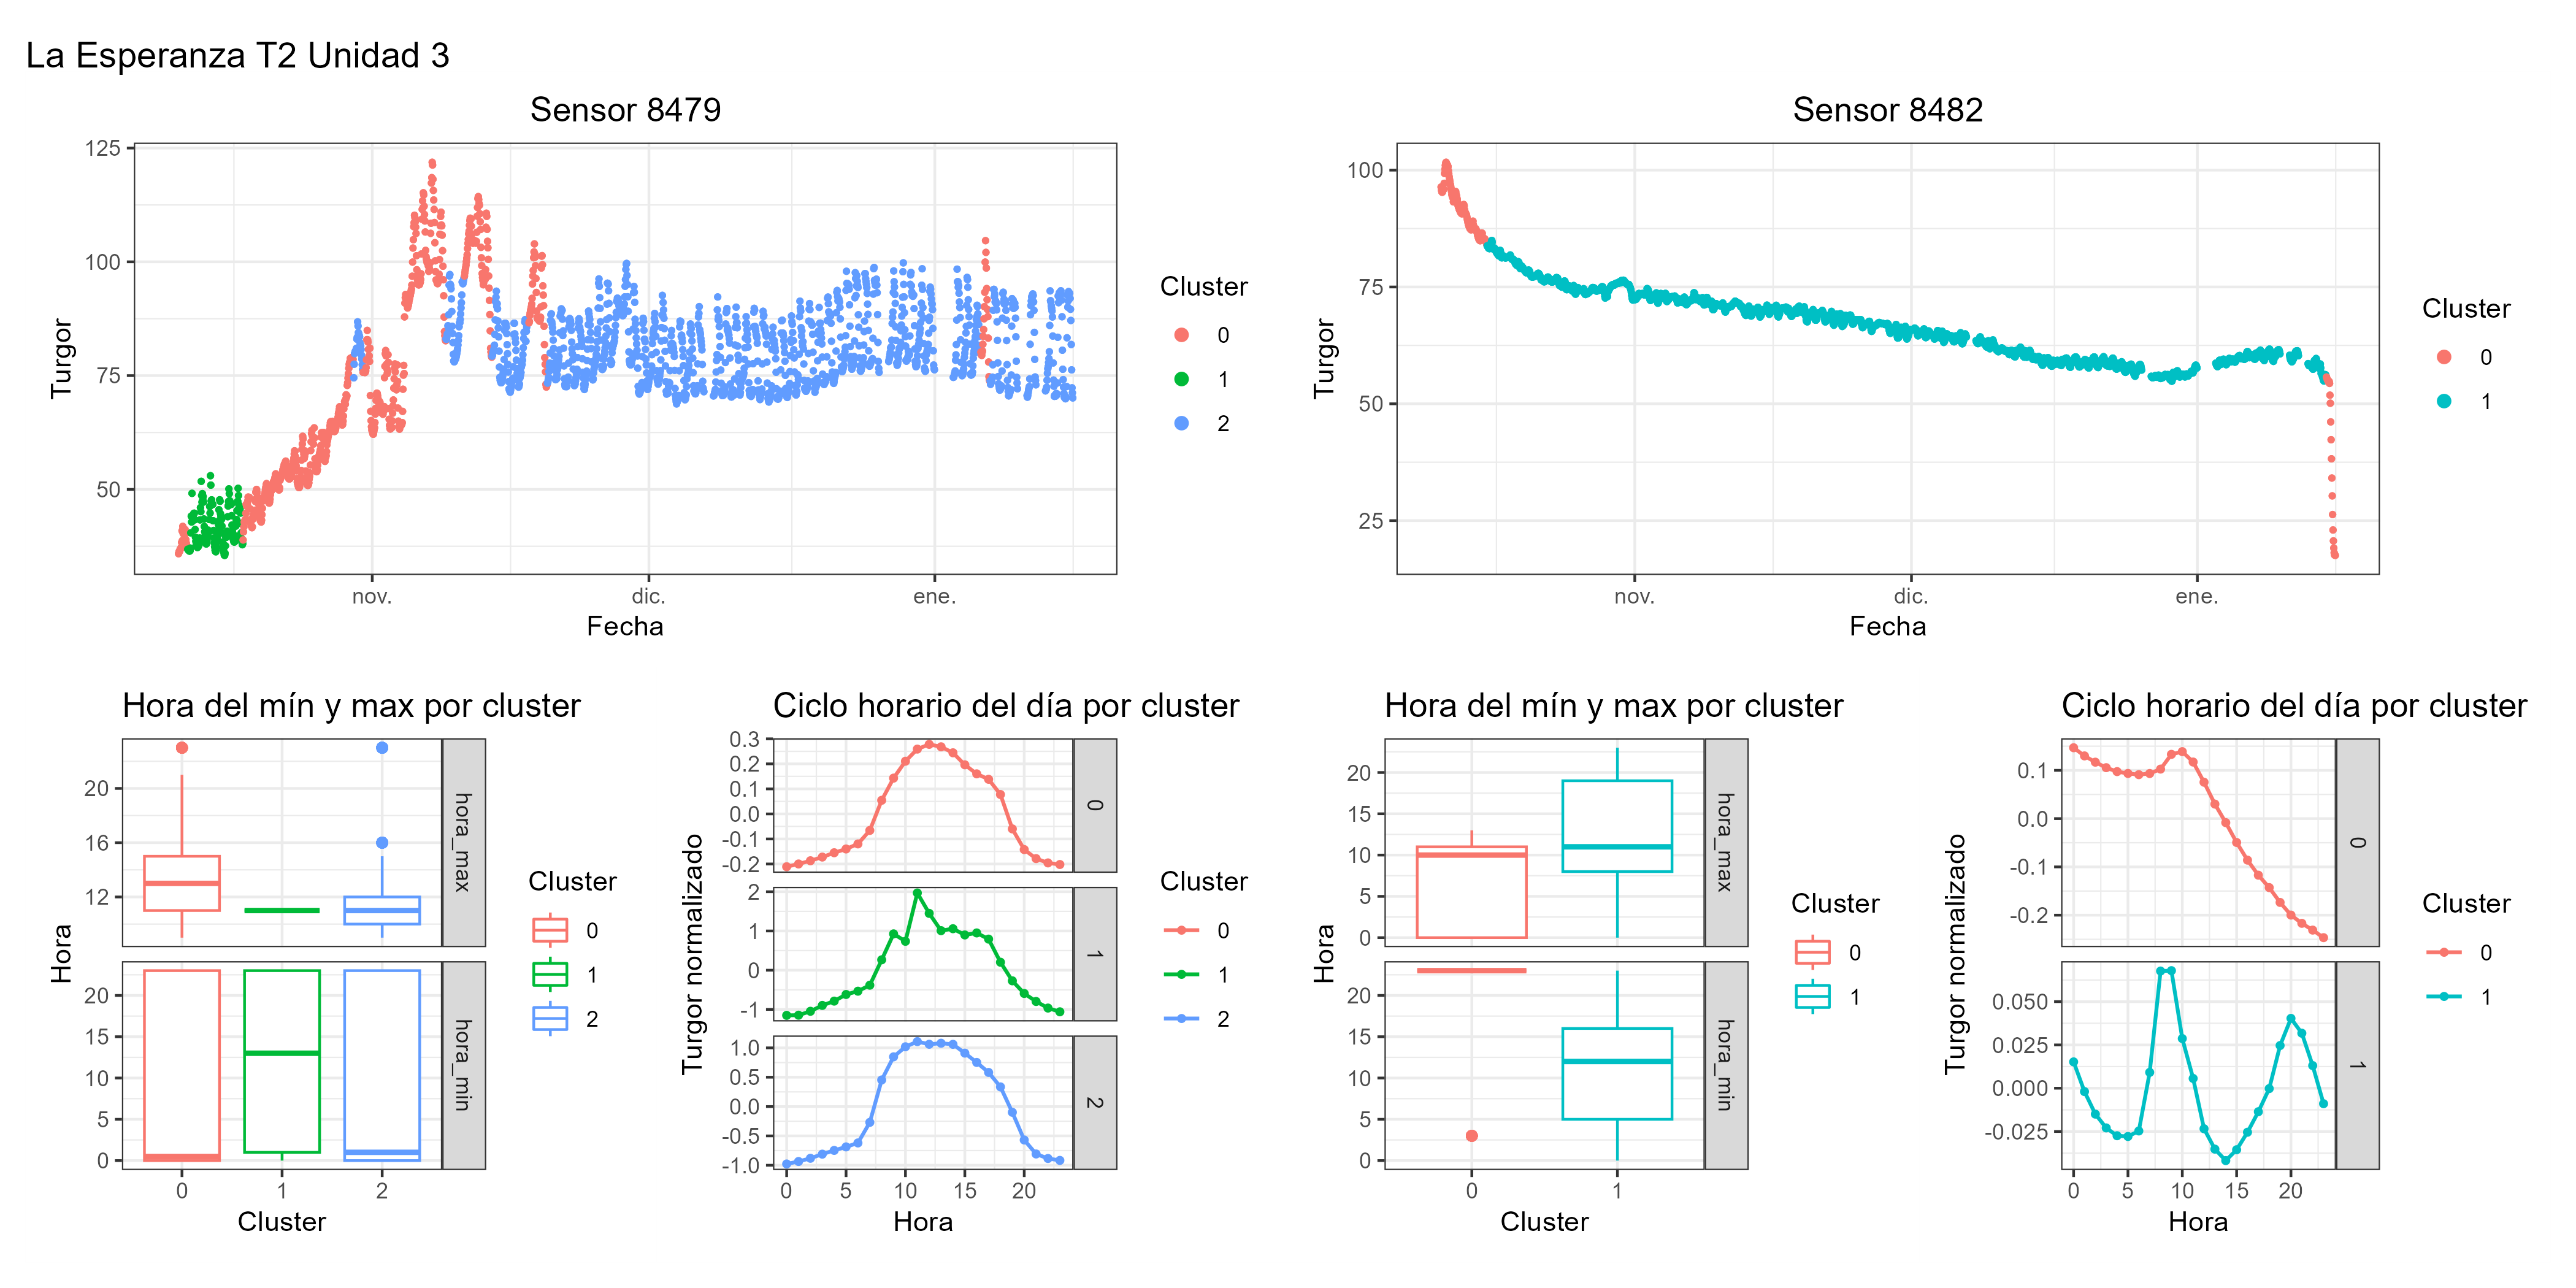 La Esperanza T2 Unidad 3
Sensor 8479
125
100
75
50
Turgor
nov.
dic.
ene.
Fecha
Cluster
0
1
2
Sensor 8482
100
75
50
25
Turgor
nov.
dic.
ene.
Fecha
Cluster
0
1
Hora del mín y max por cluster
20
16
12
hora_max
20
15
10
5
0
hora_min
Hora
0
1
2
Cluster
Cluster
0
1
2
Ciclo horario del día por cluster
0.3
0.2
0.1
0.0
-0.1
-0.2
0
2
1
0
-1
1
1.0
0.5
0.0
-0.5
-1.0
2
Turgor normalizado
0
5
10
15
20
Hora
Cluster
0
1
2
Hora del mín y max por cluster
20
15
10
5
0
hora_max
20
15
10
5
0
hora_min
Hora
0
1
Cluster
Cluster
0
1
Ciclo horario del día por cluster
0.1
0.0
-0.1
-0.2
0
0.050
0.025
0.000
-0.025
1
Turgor normalizado
0
5
10
15
20
Hora
Cluster
0
1